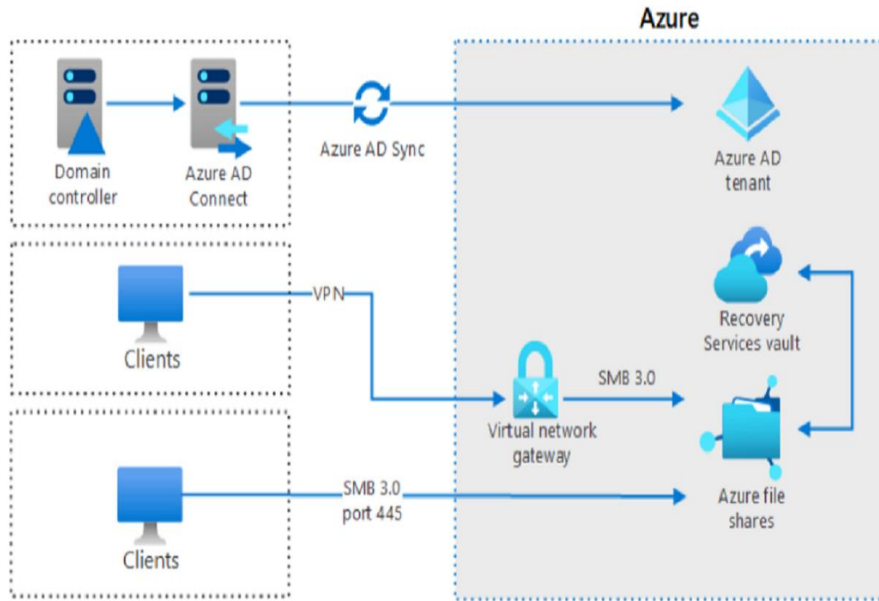 Azure
Domain
controller
Azure AD
Connect
Azure AD Sync
Azure AD
tenant
VPN
Clients
Recovery
Services vault
SMB 3.0
Virtual network
gateway
SMB 3.0
port 445
Azure file
shares
Clients